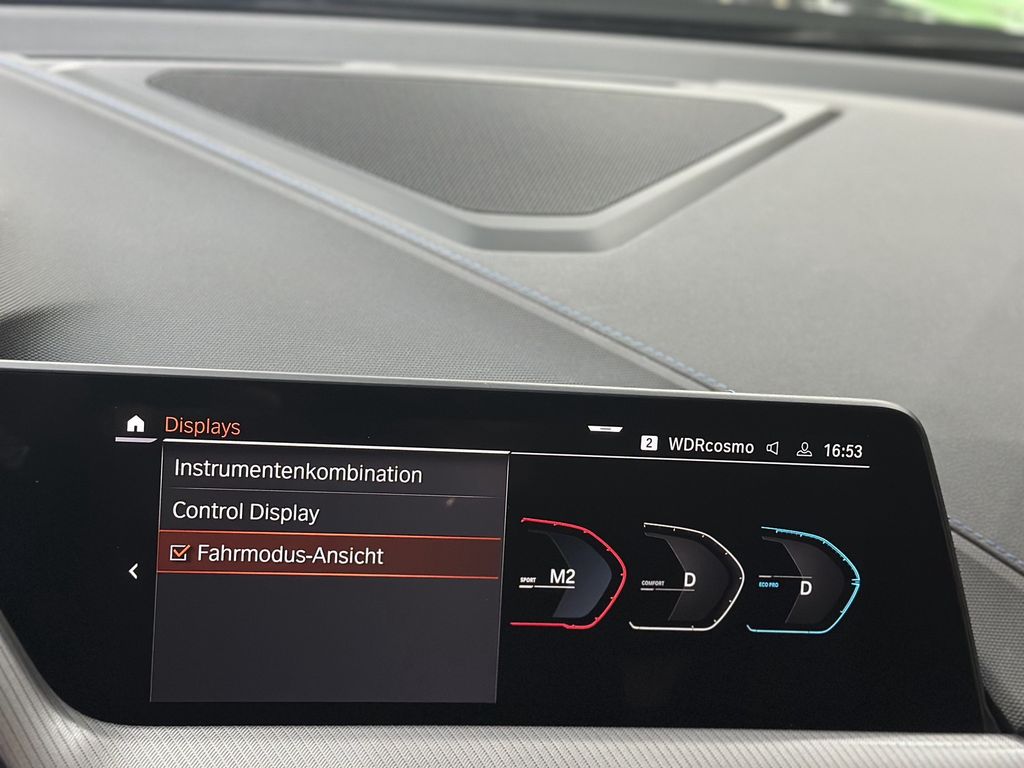 Displays
2 WDRcosmo 16:53
Instrumentenkombination
Control Display
Fahrmodus-Ansicht
SPORT M2
COMFORT D
ECO PRO D